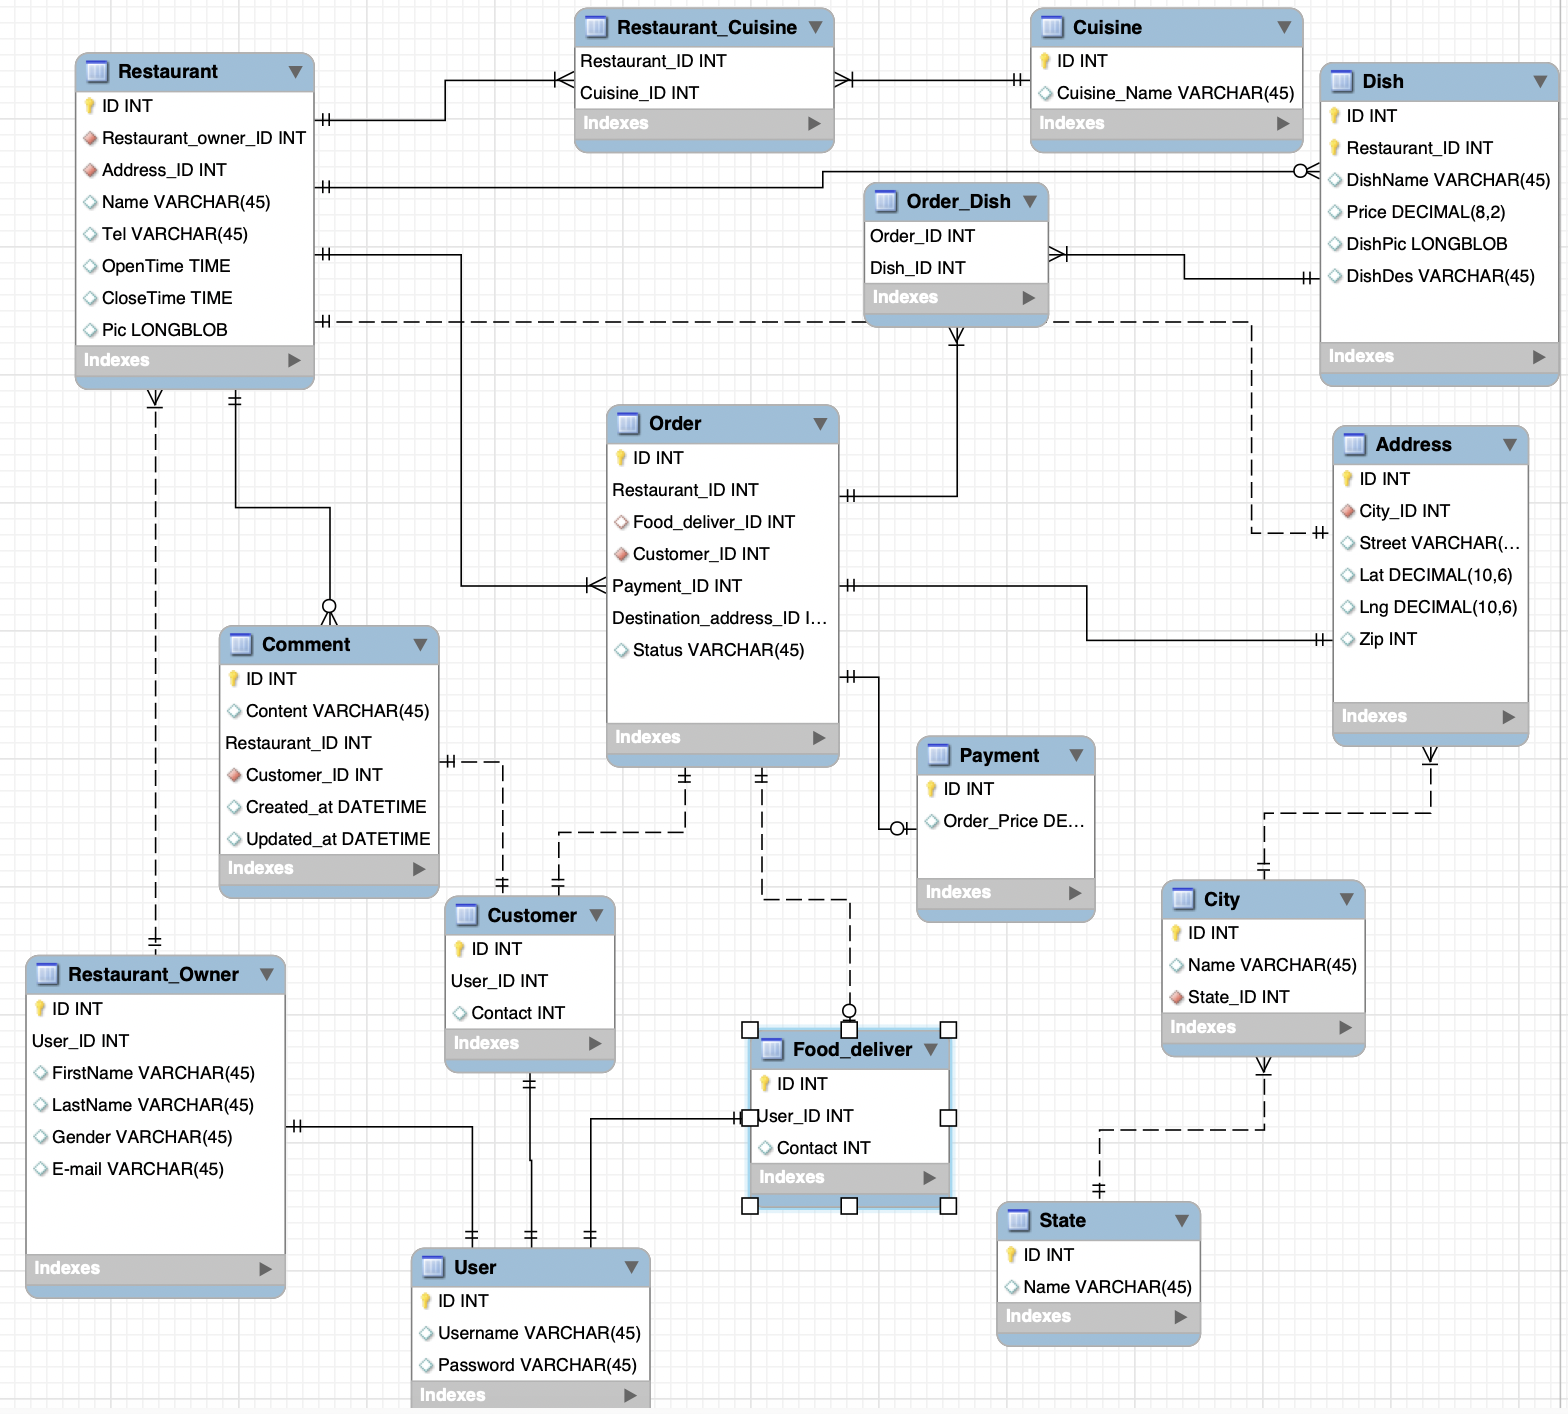 Restaurant
ID INT
Restaurant_owner_ID INT
Address_ID INT
Name VARCHAR(45)
Tel VARCHAR(45)
OpenTime TIME
CloseTime TIME
Pic LONGBLOB
Indexes
Restaurant_Cuisine
Restaurant_ID INT
Cuisine_ID INT
Indexes
Cuisine
ID INT
Cuisine_Name VARCHAR(45)
Indexes
Dish
ID INT
Restaurant_ID INT
DishName VARCHAR(45)
Price DECIMAL(8,2)
DishPic LONGBLOB
DishDes VARCHAR(45)
Indexes
Order_Dish
Order_ID INT
Dish_ID INT
Indexes
Order
ID INT
Restaurant_ID INT
Food_deliver_ID INT
Customer_ID INT
Payment_ID INT
Destination_address_ID I...
Status VARCHAR(45)
Indexes
Address
ID INT
City_ID INT
Street VARCHAR(...
Lat DECIMAL(10,6)
Lng DECIMAL(10,6)
Zip INT
Indexes
Comment
ID INT
Content VARCHAR(45)
Restaurant_ID INT
Customer_ID INT
Created_at DATETIME
Updated_at DATETIME
Indexes
Payment
ID INT
Order_Price DE...
Indexes
Customer
ID INT
User_ID INT
Contact INT
Indexes
City
ID INT
Name VARCHAR(45)
State_ID INT
Indexes
Restaurant_Owner
ID INT
User_ID INT
FirstName VARCHAR(45)
LastName VARCHAR(45)
Gender VARCHAR(45)
E-mail VARCHAR(45)
Indexes
Food_deliver
ID INT
User_ID INT
Contact INT
Indexes
State
ID INT
Name VARCHAR(45)
Indexes
User
ID INT
Username VARCHAR(45)
Password VARCHAR(45)
Indexes